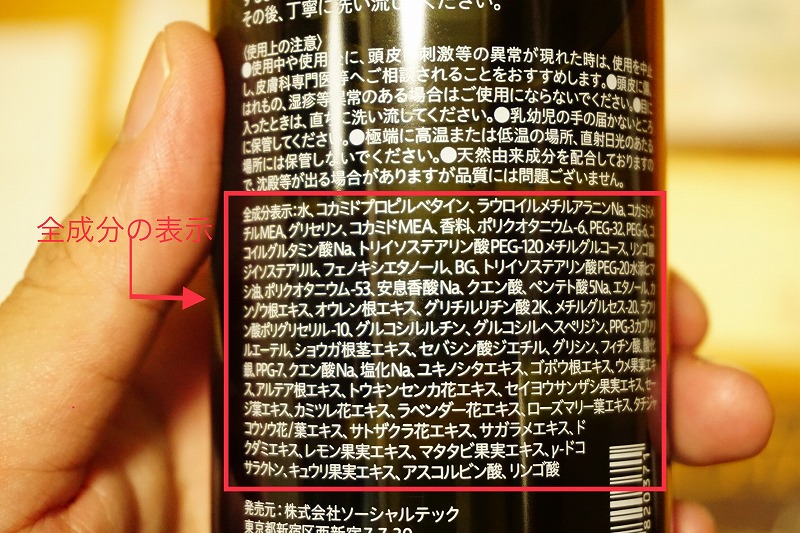 その後、丁寧に洗い流してください。
〈使用上の注意〉
●使用中や使用後に、頭皮に刺激等の異常が現れた時は、使用を中止
し、皮膚科専門医等へご相談されることをおすすめします。●頭皮に傷、
はれもの、湿疹等異常のある場合はご使用にならないでください。●目に
入ったときは、直ちに洗い流してください。●乳幼児の手の届かないところ
に保管してください。●極端に高温または低温の場所、直射日光のあたる
場所には保管しないでください。●天然由来成分を配合しておりますの
で、沈殿等が出る場合がありますが品質には問題ございません。
全成分の表示
全成分表示:水、コカミドプロピルベタイン、ラウロイルメチルアラニンNa、コカミドメ
チルMEA、グリセリン、コカミドMEA、香料、ポリクオタニウム-6、PEG-32、PEG-6、コ
コイルグルタミン酸Na、トリイソステアリン酸PEG-120メチルグルコース、リンゴ酸
ジイソステアリル、フェノキシエタノール、BG、トリイソステアリン酸PEG-20水添ヒマ
シ油、ポリクオタニウム-53、安息香酸Na、クエン酸、ペンテト酸5Na、エタノール、カ
ンゾウ根エキス、オウレン根エキス、グリチルリチン酸2K、メチルグルセス-20、ラウリ
ン酸ポリグリセリル-10、グルコシルルチン、グルコシルヘスペリジン、PPG-3カプリリ
ルエーテル、ショウガ根茎エキス、セバシン酸ジエチル、グリシン、フィチン酸、酸化
銀、PPG-7、クエン酸Na、塩化Na、ユキノシタエキス、ゴボウ根エキス、ウメ果実エキ
ス、アルテア根エキス、トウキンセンカ花エキス、セイヨウサンザシ果実エキス、セー
ジ葉エキス、カミツレ花エキス、ラベンダー花エキス、ローズマリー葉エキス、タチジャ
コウソウ花/葉エキス、サトザクラ花エキス、サガラメエキス、ド
クダミエキス、レモン果実エキス、マタタビ果実エキス、γ-ドコ
サラクトン、キュウリ果実エキス、アスコルビン酸、リンゴ酸
発売元:株式会社ソーシャルテック
東京都新宿区西新宿